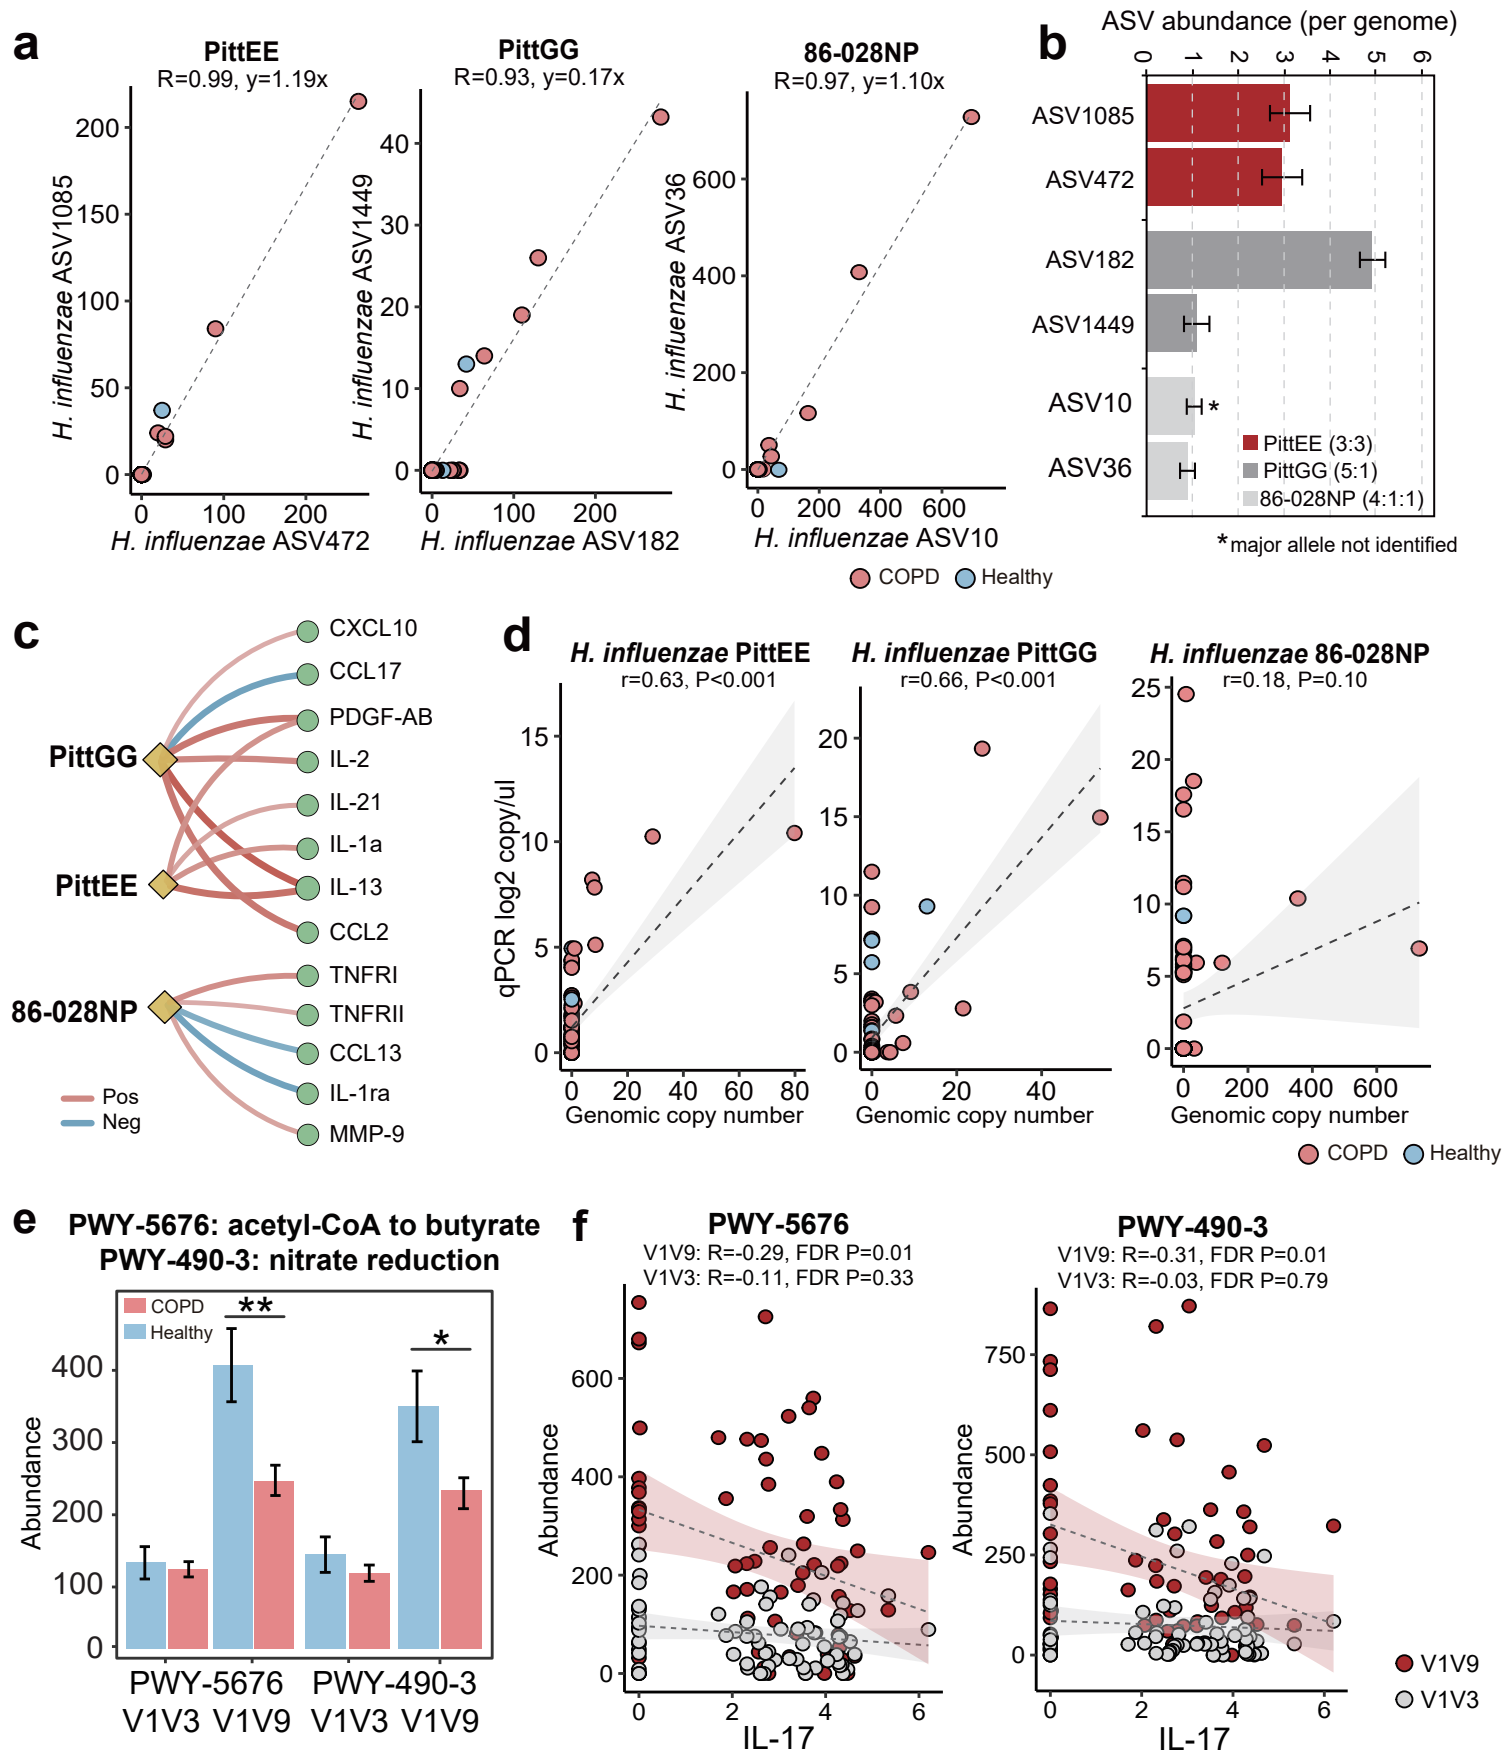 a
PittEE
R=0.99, y=1.19x
H. influenzae ASV1085
200
150
100
50
0
0 100 200
H. influenzae ASV472
PittGG
R=0.93, y=0.17x
H. influenzae ASV1449
40
30
20
10
0
0 100 200
H. influenzae ASV182
86-028NP
R=0.97, y=1.10x
H. influenzae ASV36
600
400
200
0
0 200 400 600
H. influenzae ASV10
COPD Healthy
b
ASV abundance (per genome)
0 1 2 3 4 5 6
ASV1085
ASV472
ASV182
ASV1449
ASV10 *
ASV36
PittEE (3:3)
PittGG (5:1)
86-028NP (4:1:1)
*major allele not identified
c
PittGG
PittEE
86-028NP
CXCL10
CCL17
PDGF-AB
IL-2
IL-21
IL-1a
IL-13
CCL2
TNFRI
TNFRII
CCL13
IL-1ra
MMP-9
Pos
Neg
d
H. influenzae PittEE
r=0.63, P<0.001
qPCR log2 copy/ul
15
10
5
0
0 20 40 60 80
Genomic copy number
H. influenzae PittGG
r=0.66, P<0.001
20
15
10
5
0
0 20 40
Genomic copy number
H. influenzae 86-028NP
r=0.18, P=0.10
25
20
15
10
5
0
0 200 400 600
Genomic copy number
COPD Healthy
e
PWY-5676: acetyl-CoA to butyrate
PWY-490-3: nitrate reduction
COPD
Healthy
** *
Abundance
400
300
200
100
0
PWY-5676 PWY-490-3
V1V3 V1V9 V1V3 V1V9
f
PWY-5676
V1V9: R=-0.29, FDR P=0.01
V1V3: R=-0.11, FDR P=0.33
Abundance
600
400
200
0
0 2 4 6
IL-17
PWY-490-3
V1V9: R=-0.31, FDR P=0.01
V1V3: R=-0.03, FDR P=0.79
Abundance
750
500
250
0
0 2 4 6
IL-17
V1V9
V1V3